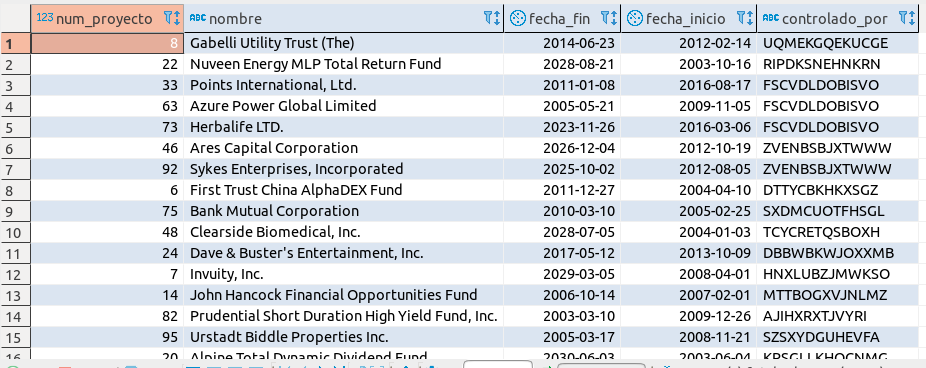 123 num_proyecto ABC nombre fecha_fin fecha_inicio ABC controlado_por
1 8 Gabelli Utility Trust (The) 2014-06-23 2012-02-14 UQMEKGQEKUCGE
2 22 Nuveen Energy MLP Total Return Fund 2028-08-21 2003-10-16 RIPDKSNEHNKRN
3 33 Points International, Ltd. 2011-01-08 2016-08-17 FSCVDLDOBISVO
4 63 Azure Power Global Limited 2005-05-21 2009-11-05 FSCVDLDOBISVO
5 73 Herbalife LTD. 2023-11-26 2016-03-06 FSCVDLDOBISVO
6 46 Ares Capital Corporation 2026-12-04 2012-10-19 ZVENBSBJXTWWW
7 92 Sykes Enterprises, Incorporated 2025-10-02 2012-08-05 ZVENBSBJXTWWW
8 6 First Trust China AlphaDEX Fund 2011-12-27 2004-04-10 DTTYCBKHKXSGZ
9 75 Bank Mutual Corporation 2010-03-10 2005-02-25 SXDMCUOTFHSGL
10 48 Clearside Biomedical, Inc. 2028-07-05 2004-01-03 TCYCRETQSBOXH
11 24 Dave & Buster's Entertainment, Inc. 2017-05-12 2013-10-09 DBBWBKWJOXXMB
12 7 Invuity, Inc. 2029-03-05 2008-04-01 HNXLUBZJMWKSO
13 14 John Hancock Financial Opportunities Fund 2006-10-14 2007-02-01 MTTBOGXVJNLMZ
14 82 Prudential Short Duration High Yield Fund, Inc. 2003-03-10 2009-12-26 AJIHXRXTJVYRI
15 95 Urstadt Biddle Properties Inc. 2005-03-17 2008-11-21 SZSXYDGUHEVFA
16 20 Alpine Total Dynamic Dividend Fund 2030-06-03 2003-06-04